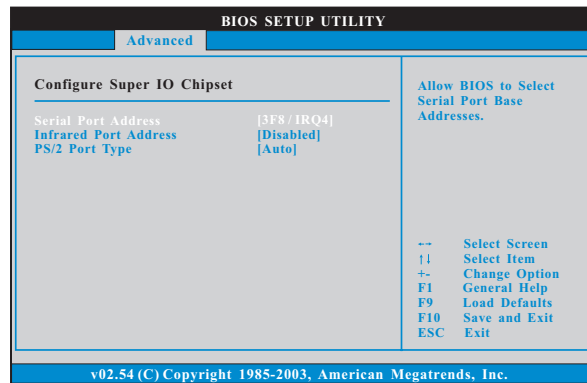 BIOS SETUP UTILITY
Advanced
Configure Super IO Chipset
Serial Port Address [3F8 / IRQ4]
Infrared Port Address [Disabled]
PS/2 Port Type [Auto]
Allow BIOS to Select
Serial Port Base
Addresses.
←→ Select Screen
↑↓ Select Item
+- Change Option
F1 General Help
F9 Load Defaults
F10 Save and Exit
ESC Exit
v02.54 (C) Copyright 1985-2003, American Megatrends, Inc.